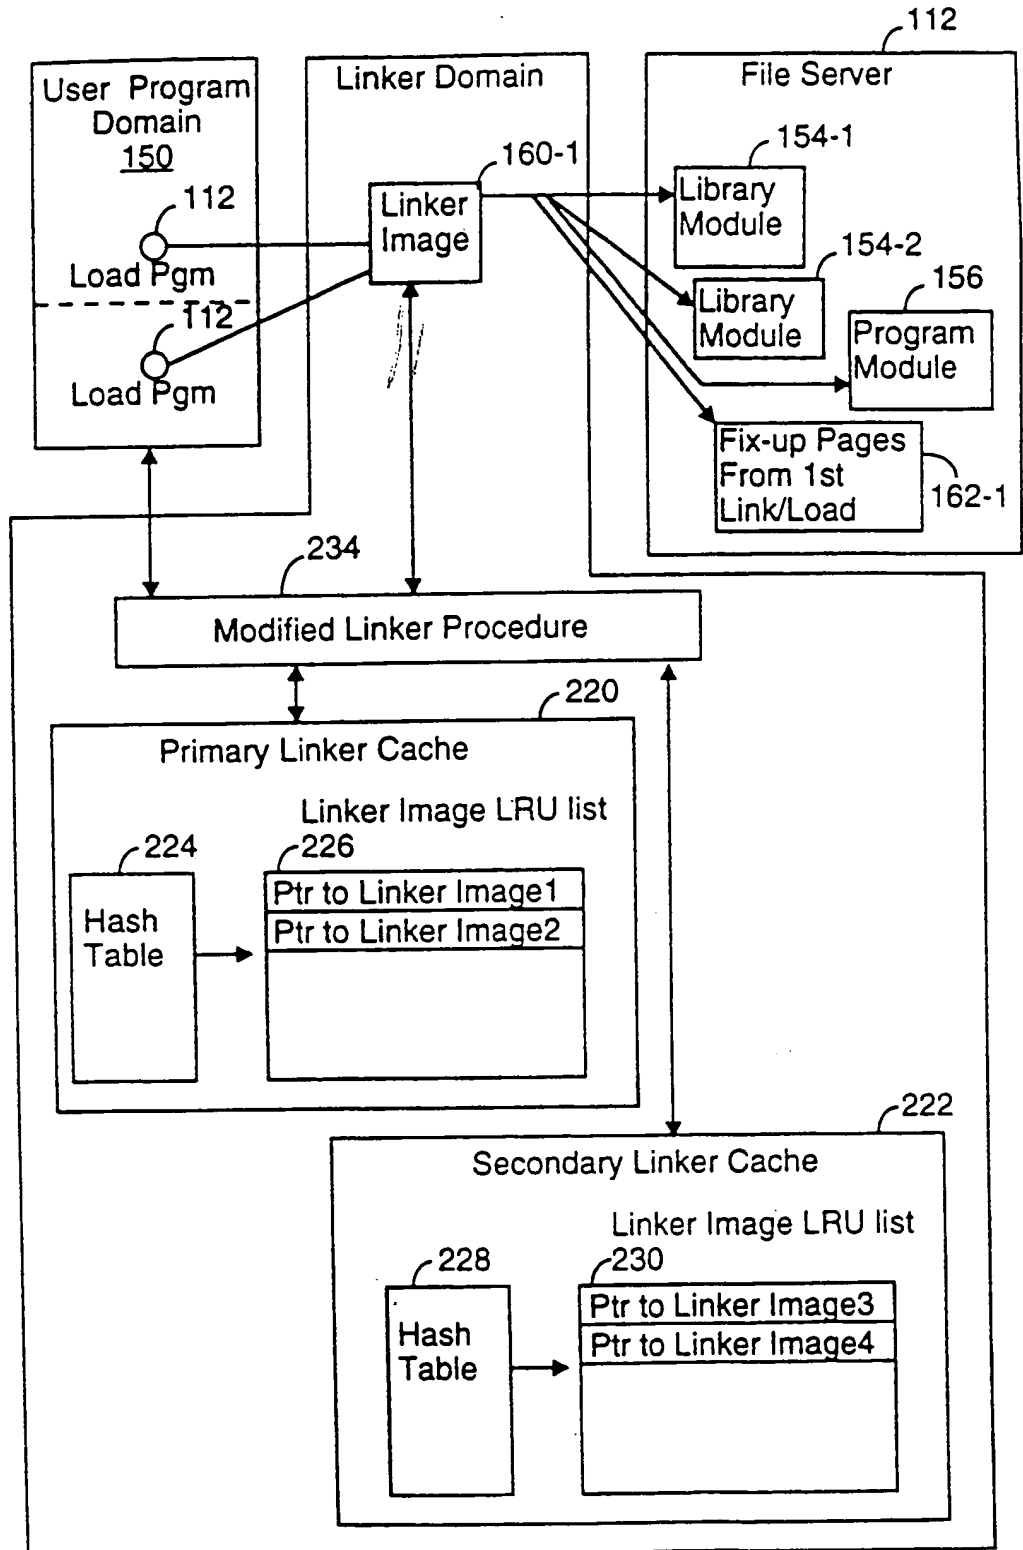 112
User Program
Domain
150
112
Load Pgm
112
Load Pgm
Linker Domain
160-1
Linker
Image
File Server
154-1
Library
Module
154-2
Library
Module
156
Program
Module
Fix-up Pages
From 1st
Link/Load
162-1
234
Modified Linker Procedure
220
Primary Linker Cache
Linker Image LRU list
224
226
Hash
Table
Ptr to Linker Image1
Ptr to Linker Image2
222
Secondary Linker Cache
Linker Image LRU list
228
230
Hash
Table
Ptr to Linker Image3
Ptr to Linker Image4